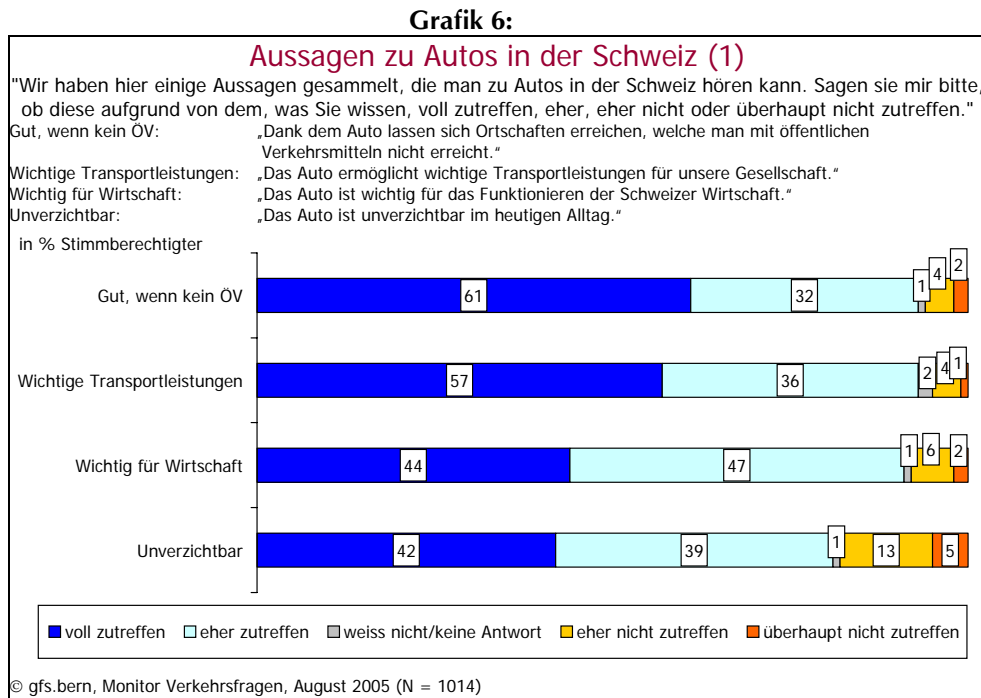 Grafik 6:
Aussagen zu Autos in der Schweiz (1)
"Wir haben hier einige Aussagen gesammelt, die man zu Autos in der Schweiz hören kann. Sagen sie mir bitte,
ob diese aufgrund von dem, was Sie wissen, voll zutreffen, eher, eher nicht oder überhaupt nicht zutreffen."
Gut, wenn kein ÖV: „Dank dem Auto lassen sich Ortschaften erreichen, welche man mit öffentlichen
Verkehrsmitteln nicht erreicht.“
Wichtige Transportleistungen: „Das Auto ermöglicht wichtige Transportleistungen für unsere Gesellschaft.“
Wichtig für Wirtschaft: „Das Auto ist wichtig für das Funktionieren der Schweizer Wirtschaft.“
Unverzichtbar: „Das Auto ist unverzichtbar im heutigen Alltag.“
in % Stimmberechtigter
Gut, wenn kein ÖV 61 32 1 4 2
Wichtige Transportleistungen 57 36 2 4 1
Wichtig für Wirtschaft 44 47 1 6 2
Unverzichtbar 42 39 1 13 5
voll zutreffen eher zutreffen weiss nicht/keine Antwort eher nicht zutreffen überhaupt nicht zutreffen
© gfs.bern, Monitor Verkehrsfragen, August 2005 (N = 1014)